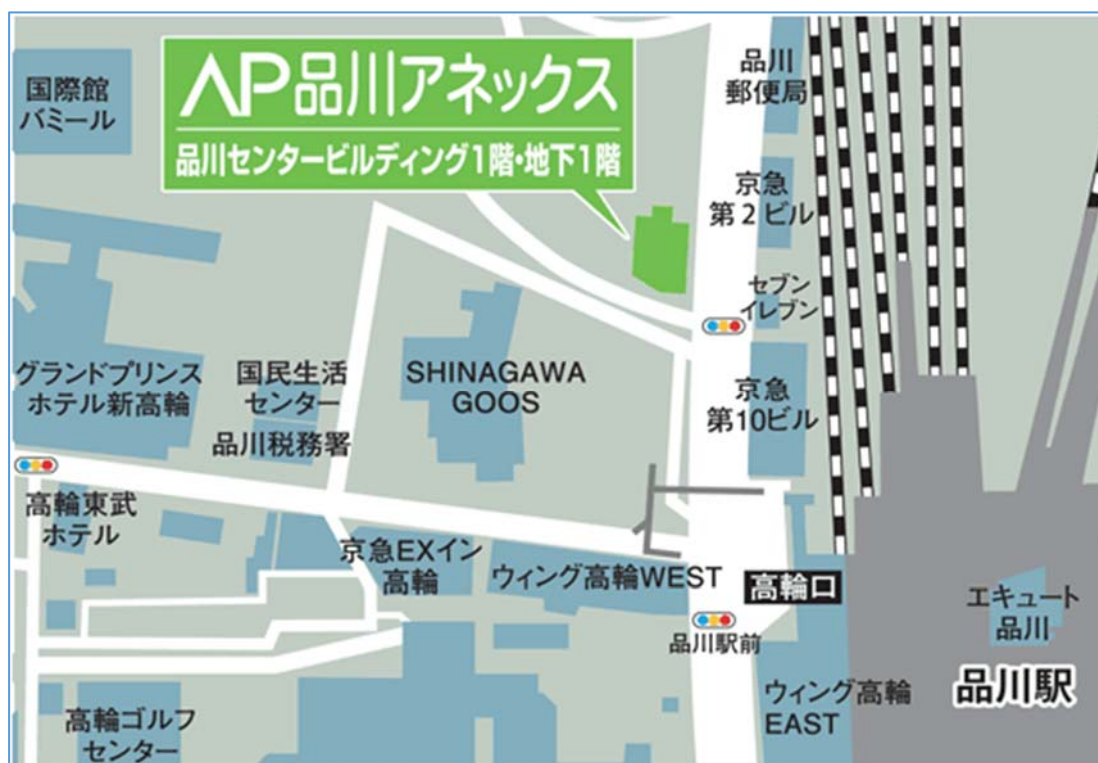 AP品川アネックス
品川センタービルディング1階・地下1階
国際館
バミール
品川
郵便局
京急
第2ビル
セブン
イレブン
グランドプリンス
ホテル新高輪
国民生活
センター
品川税務署
SHINAGAWA
GOOS
京急
第10ビル
高輪東武
ホテル
京急EXイン
高輪
ウィング高輪WEST
高輪口
エキュート
品川
品川駅前
品川駅
ウィング高輪
EAST
高輪ゴルフ
センター